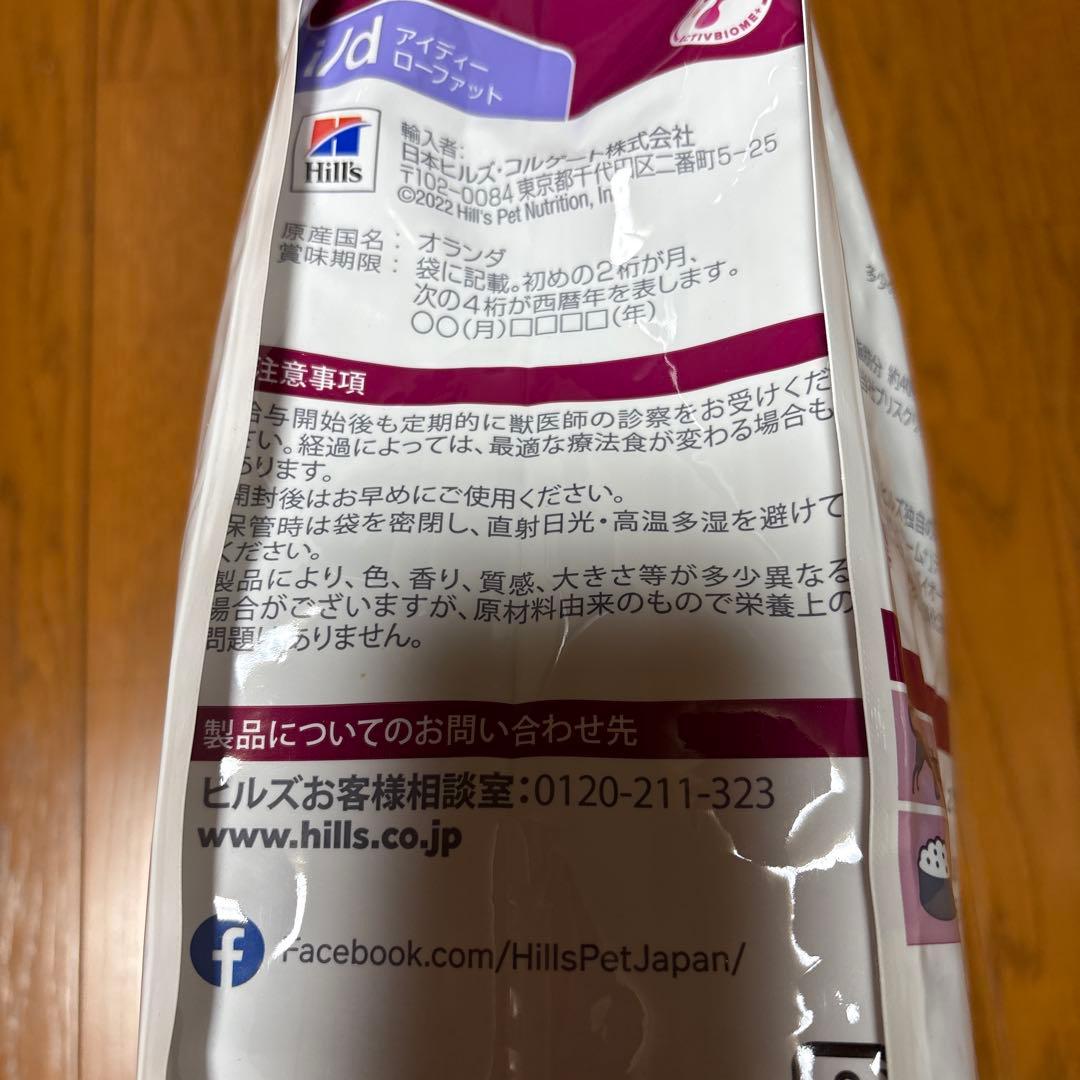 i/d
アイディー
ローファット
CTIVBIOME+
Hill's
輸入者:
日本ヒルズ・コルゲート株式会社
〒102-0084 東京都千代田区二番町5-25
©2022 Hill's Pet Nutrition, In
原産国名: オランダ
賞味期限: 袋に記載。初めの2桁が月、
次の4桁が西暦年を表します。
○○(月)□□□□(年)
注意事項
給与開始後も定期的に獣医師の診察をお受けくだ
さい。経過によっては、最適な療法食が変わる場合も
あります。
開封後はお早めにご使用ください。
保管時は袋を密閉し、直射日光・高温多湿を避けて
ください。
製品により、色、香り、質感、大きさ等が多少異なる
場合がございますが、原材料由来のもので栄養上の
問題はありません。
製品についてのお問い合わせ先
ヒルズお客様相談室:0120-211-323
www.hills.co.jp
Facebook.com/HillsPetJapan/
ヒルズ独自の